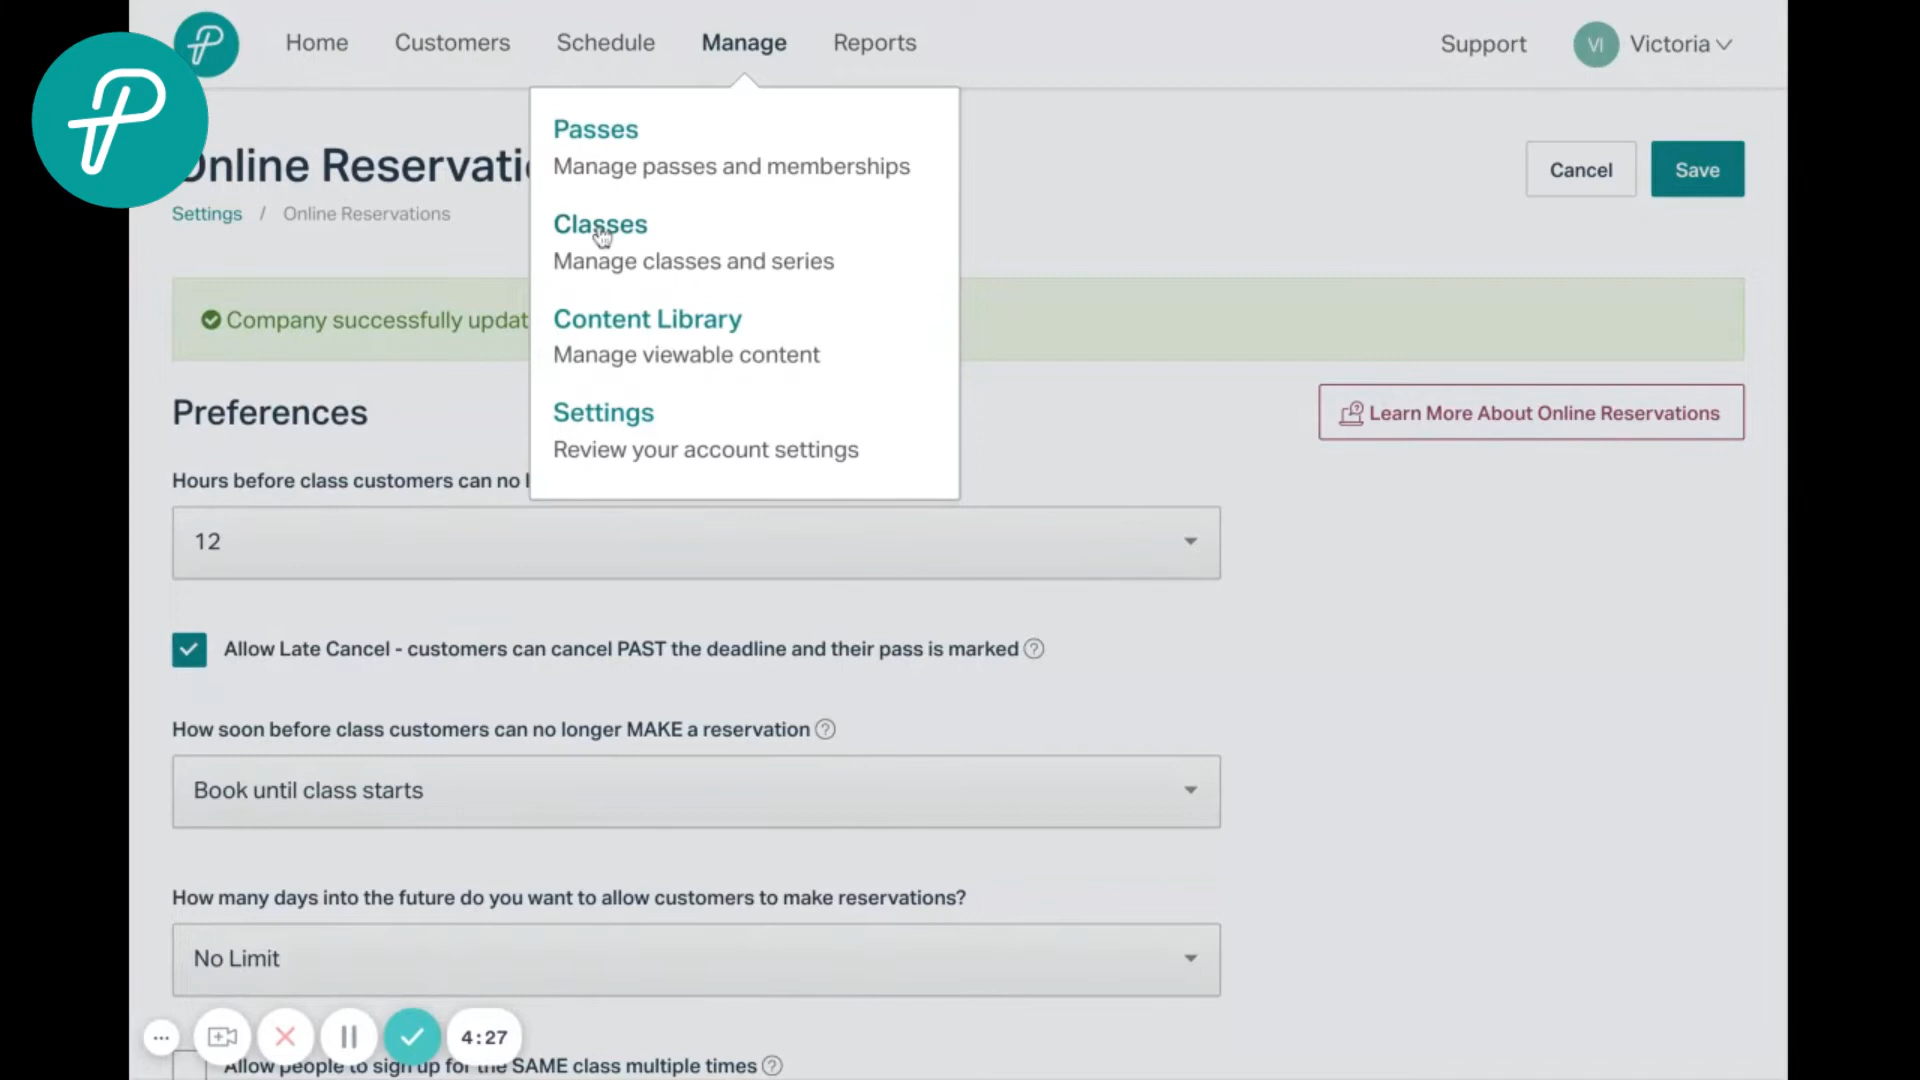 Home Customers Schedule Manage Reports Support VI Victoria
Passes
Manage passes and memberships
Online Reservati
Cancel Save
Settings / Online Reservations
Classes
Manage classes and series
Company successfully updat
Content Library
Manage viewable content
Settings
Review your account settings
Preferences
Learn More About Online Reservations
Hours before class customers can no
12
Allow Late Cancel - customers can cancel PAST the deadline and their pass is marked ?
How soon before class customers can no longer MAKE a reservation ?
Book until class starts
How many days into the future do you want to allow customers to make reservations?
No Limit
4:27
Allow people to sign up for the SAME class multiple times ?